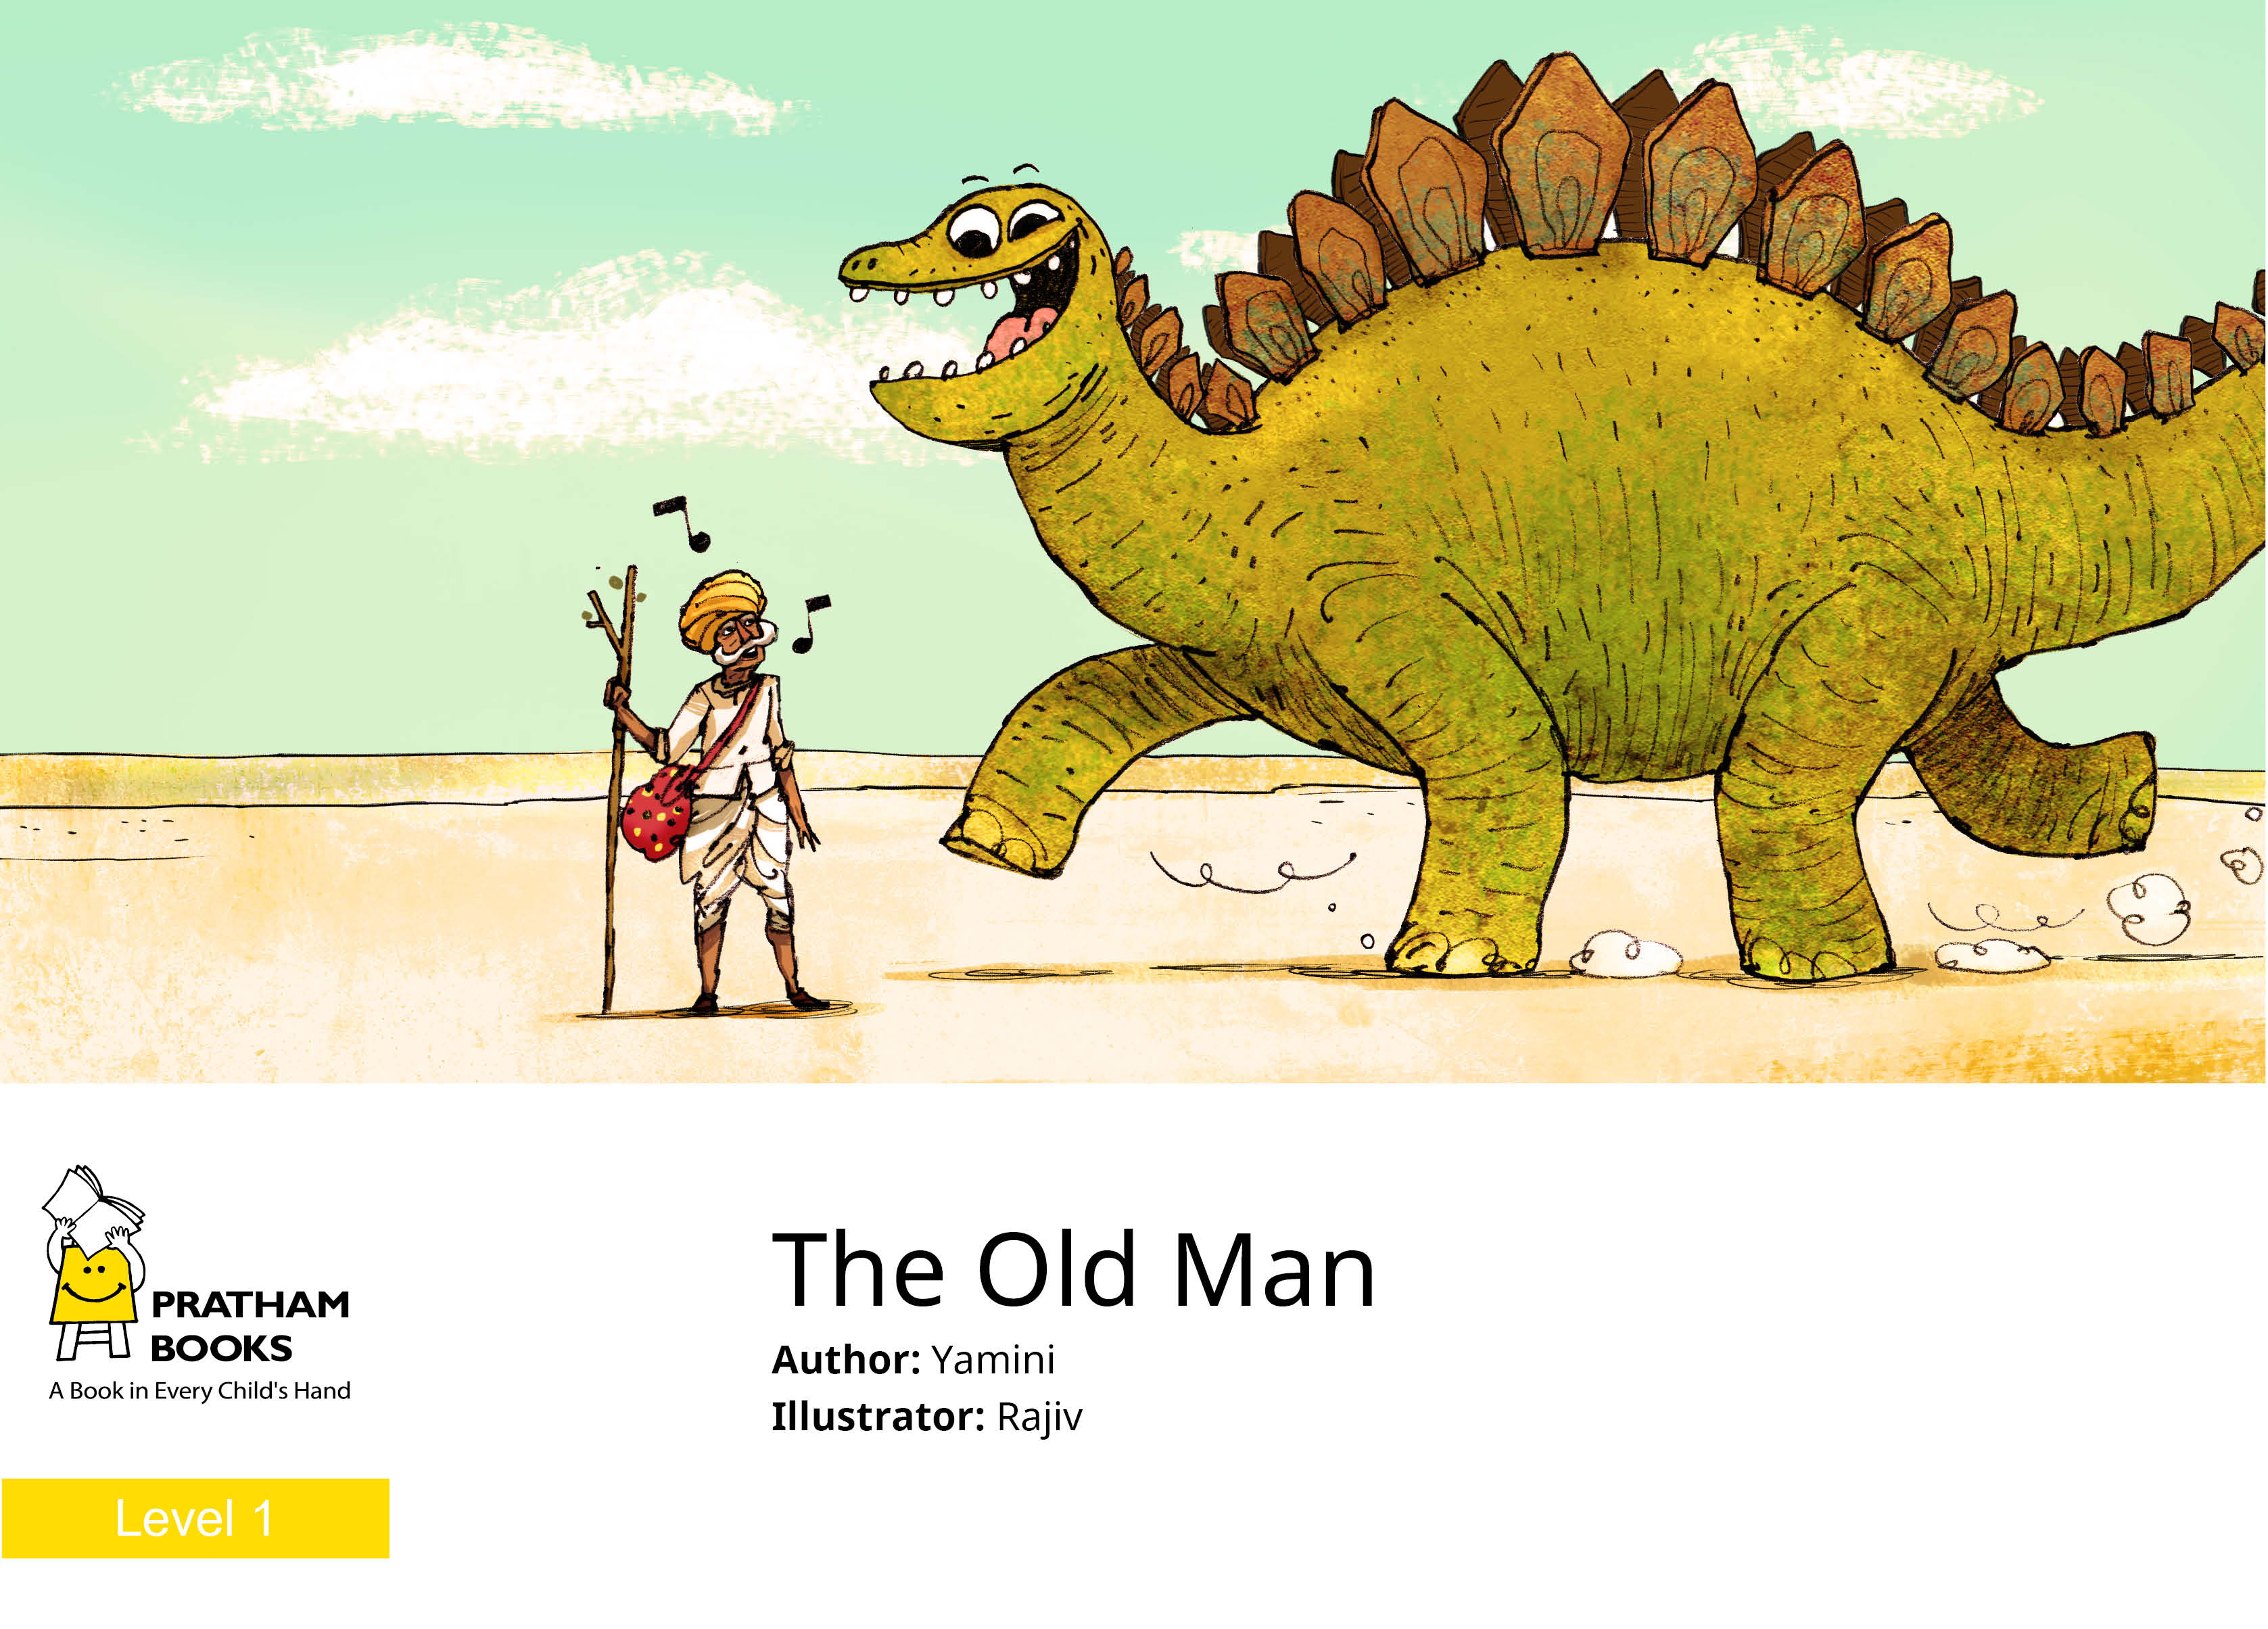 The Old Man
Author: Yamini
Illustrator: Rajiv
PRATHAM
BOOKS
A Book in Every Child's Hand
Level 1